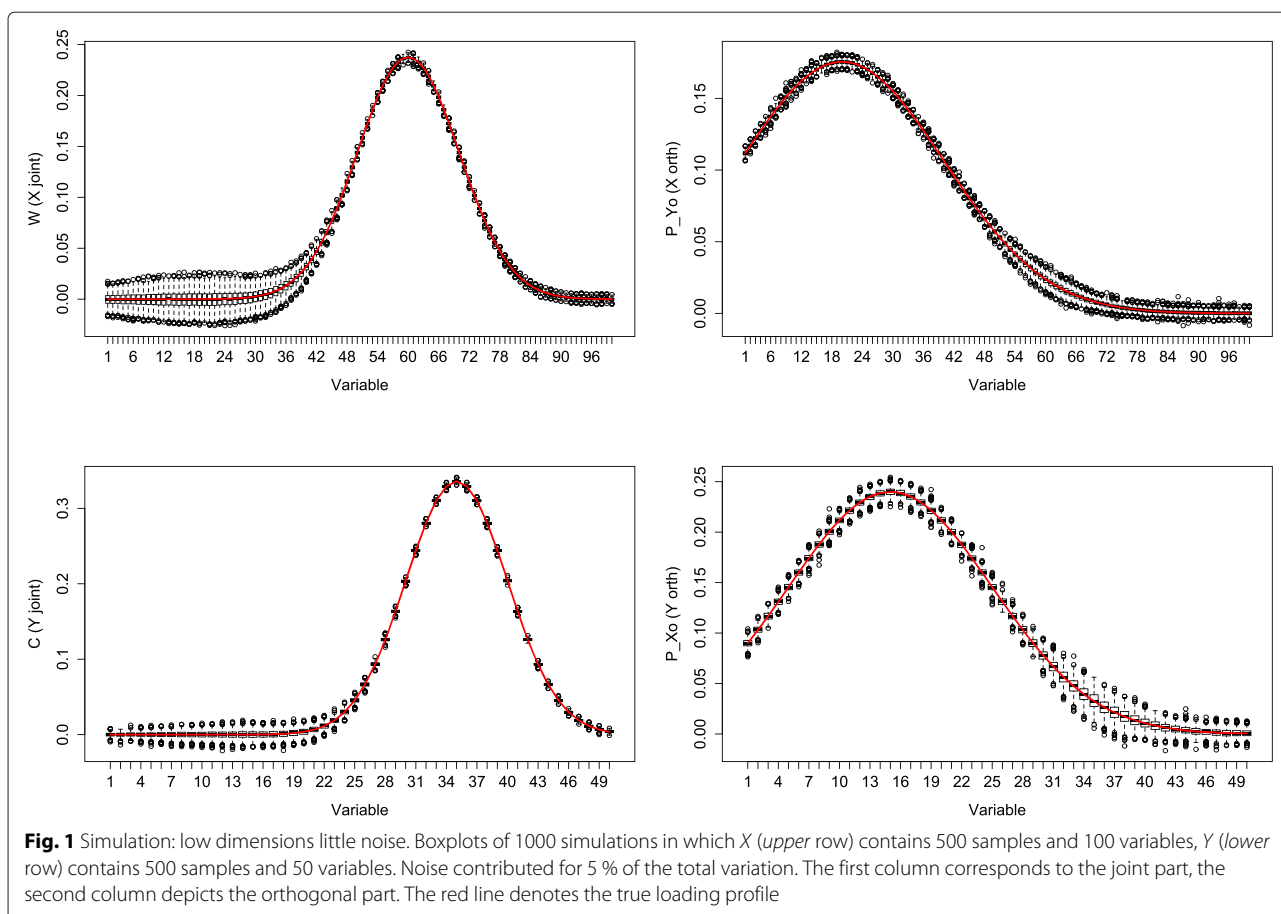 W (X joint)
0.00 0.05 0.10 0.15 0.20 0.25
1 6 12 18 24 30 36 42 48 54 60 66 72 78 84 90 96
Variable
P_Yo (X orth)
0.00 0.05 0.10 0.15
1 6 12 18 24 30 36 42 48 54 60 66 72 78 84 90 96
Variable
C (Y joint)
0.0 0.1 0.2 0.3
1 4 7 10 13 16 19 22 25 28 31 34 37 40 43 46 49
Variable
P_Xo (Y orth)
0.00 0.05 0.10 0.15 0.20 0.25
1 4 7 10 13 16 19 22 25 28 31 34 37 40 43 46 49
Variable
Fig. 1 Simulation: low dimensions little noise. Boxplots of 1000 simulations in which X (upper row) contains 500 samples and 100 variables, Y (lower
row) contains 500 samples and 50 variables. Noise contributed for 5 % of the total variation. The first column corresponds to the joint part, the
second column depicts the orthogonal part. The red line denotes the true loading profile